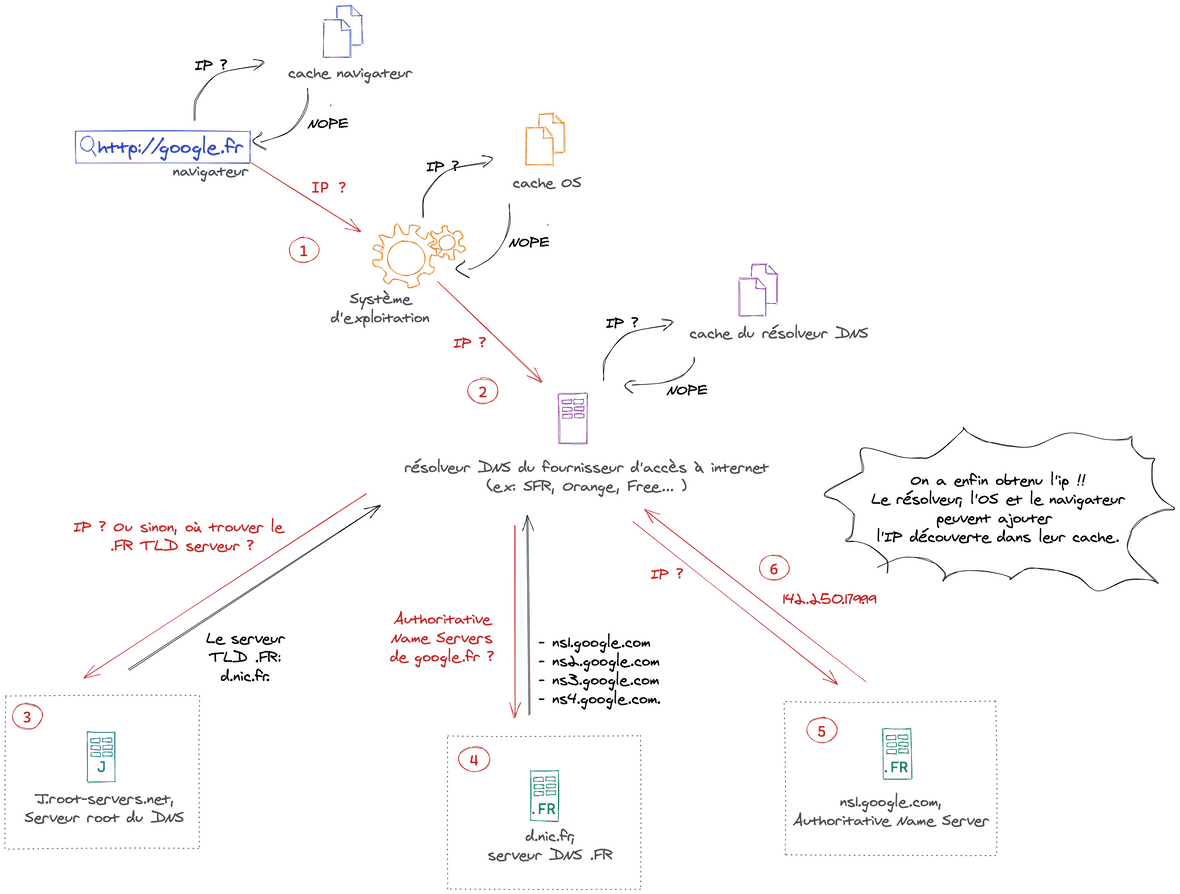 IP ?
cache navigateur
NOPE
http://google.fr
navigateur
IP ?
1
IP ?
cache OS
NOPE
Système
d'exploitation
IP ?
2
IP ?
cache du résolveur DNS
NOPE
résolveur DNS du fournisseur d'accès à internet
(ex: SFR, Orange, Free... )
On a enfin obtenu l'ip !!
Le résolveur, l'OS et le navigateur
peuvent ajouter
l'IP découverte dans leur cache.
IP ? Ou sinon, où trouver le
.FR TLD serveur ?
Le serveur
TLD .FR:
d.nic.fr.
Authoritative
Name Servers
de google.fr ?
- ns1.google.com
- ns2.google.com
- ns3.google.com
- ns4.google.com.
IP ?
6
142.250.179.99
3
J
J.root-servers.net,
Serveur root du DNS
4
.FR
d.nic.fr,
serveur DNS .FR
5
.FR
ns1.google.com,
Authoritative Name Server